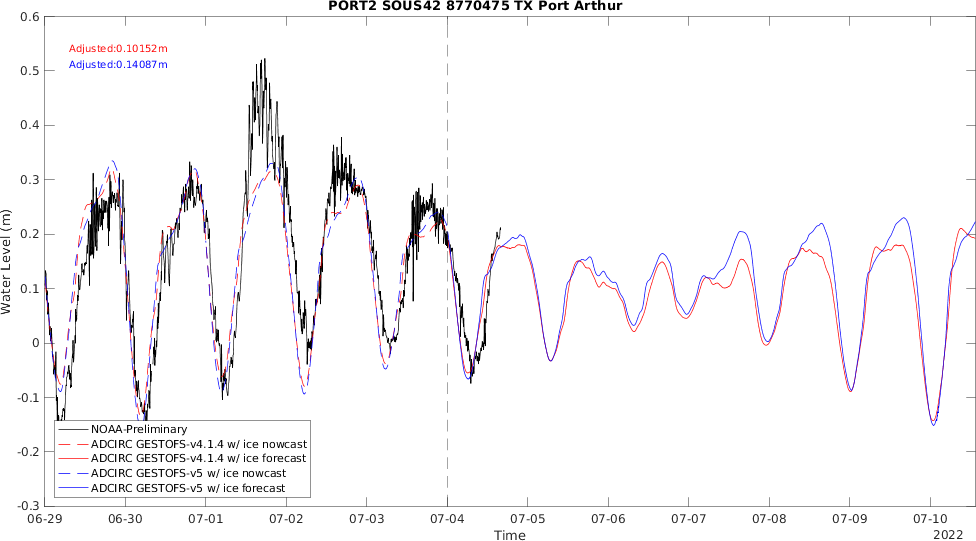 PORT2 SOUS42 8770475 TX Port Arthur
Adjusted:0.10152m
Adjusted:0.14087m
Water Level (m)
0.6
0.5
0.4
0.3
0.2
0.1
0
-0.1
-0.2
-0.3
NOAA-Preliminary
ADCIRC GESTOFS-v4.1.4 w/ ice nowcast
ADCIRC GESTOFS-v4.1.4 w/ ice forecast
ADCIRC GESTOFS-v5 w/ ice nowcast
ADCIRC GESTOFS-v5 w/ ice forecast
06-29 06-30 07-01 07-02 07-03 07-04 07-05 07-06 07-07 07-08 07-09 07-10
Time
2022